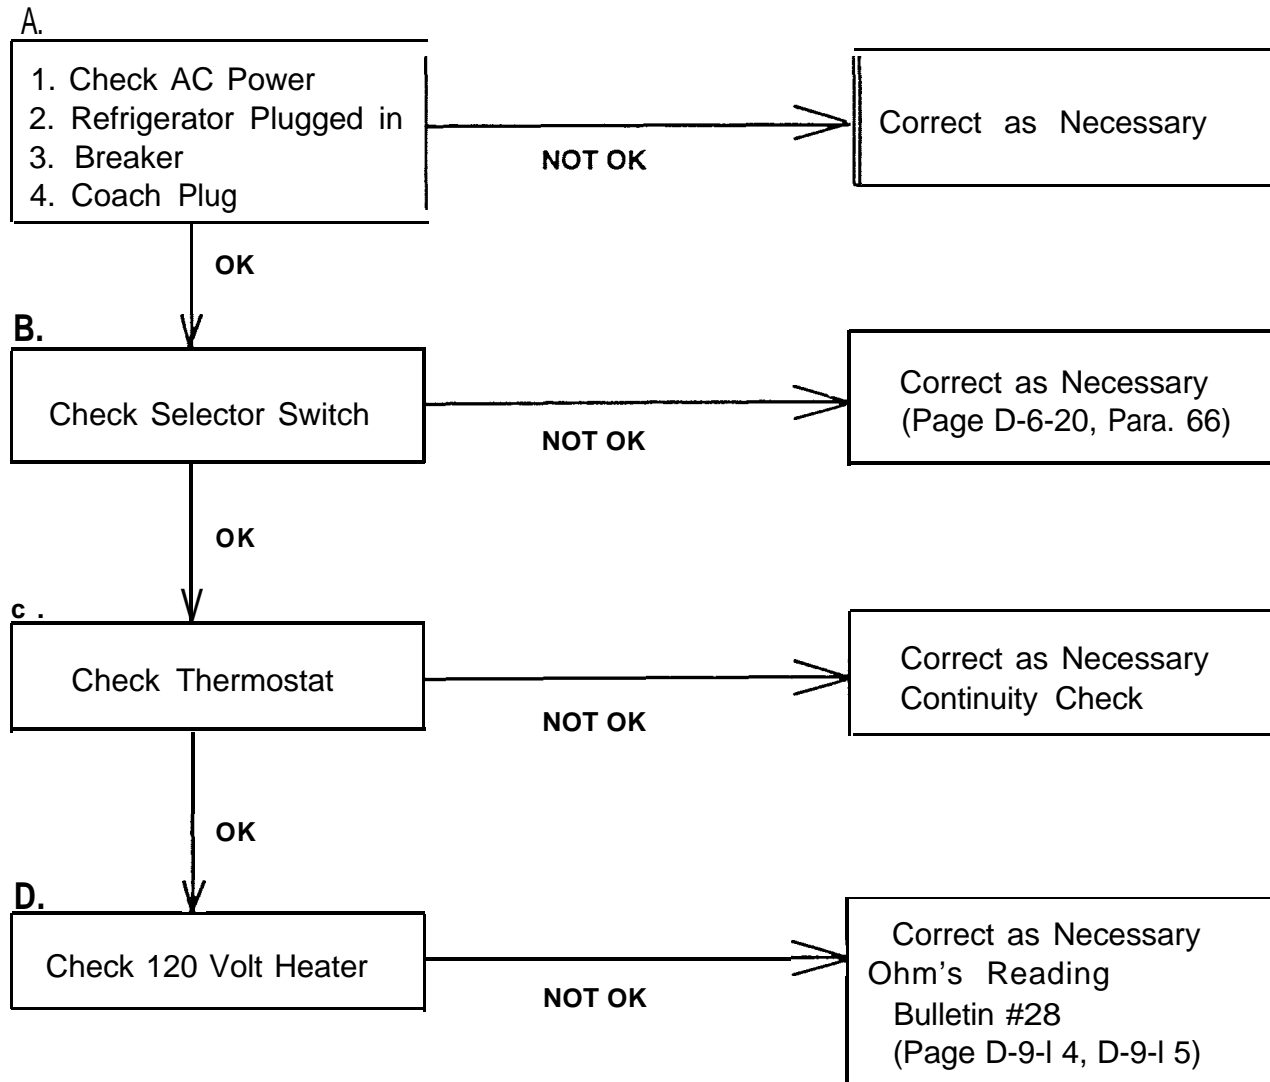 A.
1. Check AC Power
2. Refrigerator Plugged in
3. Breaker
4. Coach Plug
NOT OK
Correct as Necessary
OK
B.
Check Selector Switch
NOT OK
Correct as Necessary
(Page D-6-20, Para. 66)
OK
c .
Check Thermostat
NOT OK
Correct as Necessary
Continuity Check
OK
D.
Check 120 Volt Heater
NOT OK
Correct as Necessary
Ohm's Reading
Bulletin #28
(Page D-9-l 4, D-9-l 5)